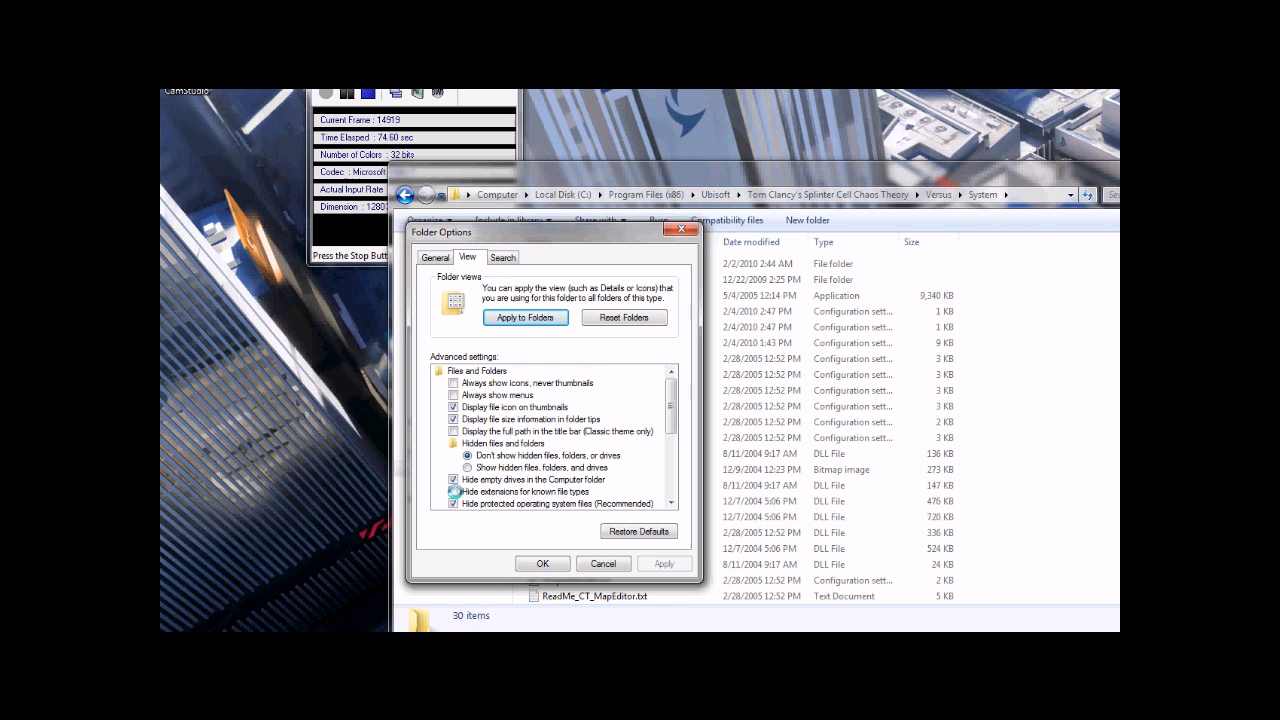 CamStudio
Current Frame : 14919
Time Elasped : 74.60 sec
Number of Colors : 32 bits
Codec : Microsoft
Actual Input Rate
Dimension : 1280
Press the Stop Butt
Computer Local Disk (C:) Program Files (x86) Ubisoft Tom Clancy's Splinter Cell Chaos Theory Versus System
Organize Include in library Share with Burn Compatibility files New folder
Folder Options
General View Search
Folder views
You can apply the view (such as Details or Icons) that
you are using for this folder to all folders of this type.
Apply to Folders Reset Folders
Advanced settings:
Files and Folders
Always show icons, never thumbnails
Always show menus
Display file icon on thumbnails
Display file size information in folder tips
Display the full path in the title bar (Classic theme only)
Hidden files and folders
Don't show hidden files, folders, or drives
Show hidden files, folders, and drives
Hide empty drives in the Computer folder
Hide extensions for known file types
Hide protected operating system files (Recommended)
Restore Defaults
OK Cancel Apply
Date modified Type Size
2/2/2010 2:44 AM File folder
12/22/2009 2:25 PM File folder
5/4/2005 12:14 PM Application 9,340 KB
2/4/2010 2:47 PM Configuration sett... 1 KB
2/4/2010 2:47 PM Configuration sett... 1 KB
2/4/2010 1:43 PM Configuration sett... 9 KB
2/28/2005 12:52 PM Configuration sett... 3 KB
2/28/2005 12:52 PM Configuration sett... 3 KB
2/28/2005 12:52 PM Configuration sett... 3 KB
2/28/2005 12:52 PM Configuration sett... 3 KB
2/28/2005 12:52 PM Configuration sett... 2 KB
2/28/2005 12:52 PM Configuration sett... 3 KB
8/11/2004 9:17 AM DLL File 136 KB
12/9/2004 12:23 PM Bitmap image 273 KB
8/11/2004 9:17 AM DLL File 147 KB
12/7/2004 5:06 PM DLL File 476 KB
12/7/2004 5:06 PM DLL File 720 KB
2/28/2005 12:52 PM DLL File 336 KB
12/7/2004 5:06 PM DLL File 524 KB
8/11/2004 9:17 AM DLL File 24 KB
2/28/2005 12:52 PM Configuration sett... 2 KB
ReadMe_CT_MapEditor.txt 2/28/2005 12:52 PM Text Document 5 KB
30 items